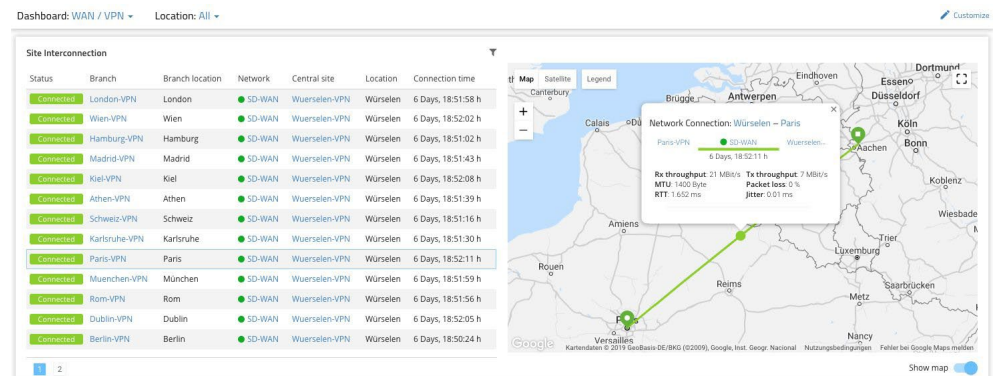 Dashboard: WAN / VPN Location: All Customize
Site Interconnection
Status Branch Branch location Network Central site Location Connection time
Connected London-VPN London SD-WAN Wuerselen-VPN Würselen 6 Days, 18:51:58 h
Connected Wien-VPN Wien SD-WAN Wuerselen-VPN Würselen 6 Days, 18:52:02 h
Connected Hamburg-VPN Hamburg SD-WAN Wuerselen-VPN Würselen 6 Days, 18:51:02 h
Connected Madrid-VPN Madrid SD-WAN Wuerselen-VPN Würselen 6 Days, 18:51:43 h
Connected Kiel-VPN Kiel SD-WAN Wuerselen-VPN Würselen 6 Days, 18:52:08 h
Connected Athen-VPN Athen SD-WAN Wuerselen-VPN Würselen 6 Days, 18:51:39 h
Connected Schweiz-VPN Schweiz SD-WAN Wuerselen-VPN Würselen 6 Days, 18:51:16 h
Connected Karlsruhe-VPN Karlsruhe SD-WAN Wuerselen-VPN Würselen 6 Days, 18:51:30 h
Connected Paris-VPN Paris SD-WAN Wuerselen-VPN Würselen 6 Days, 18:52:11 h
Connected Muenchen-VPN München SD-WAN Wuerselen-VPN Würselen 6 Days, 18:51:59 h
Connected Rom-VPN Rom SD-WAN Wuerselen-VPN Würselen 6 Days, 18:51:56 h
Connected Dublin-VPN Dublin SD-WAN Wuerselen-VPN Würselen 6 Days, 18:52:05 h
Connected Berlin-VPN Berlin SD-WAN Wuerselen-VPN Würselen 6 Days, 18:50:24 h
1 2
Map Satellite Legend
Canterbury
Calais
Brugge
Antwerpen
Eindhoven
Dortmund
Essen
Düsseldorf
Köln
Bonn
Aachen
Koblenz
Network Connection: Würselen – Paris
Paris-VPN SD-WAN Wuerselen...
6 Days, 18:52:11 h
Rx throughput: 21 MBit/s Tx throughput: 7 MBit/s
MTU: 1400 Byte Packet loss: 0 %
RTT: 1.652 ms Jitter: 0.01 ms
Amiens
Wiesbade
Trier
Luxemburg
Rouen
Reims
Saarbrücken
Metz
Versailles
Nancy
Google
Kartendaten © 2019 GeoBasis-DE/BKG (©2009), Google, Inst. Geogr. Nacional Nutzungsbedingungen Fehler bei Google Maps melden
Show map